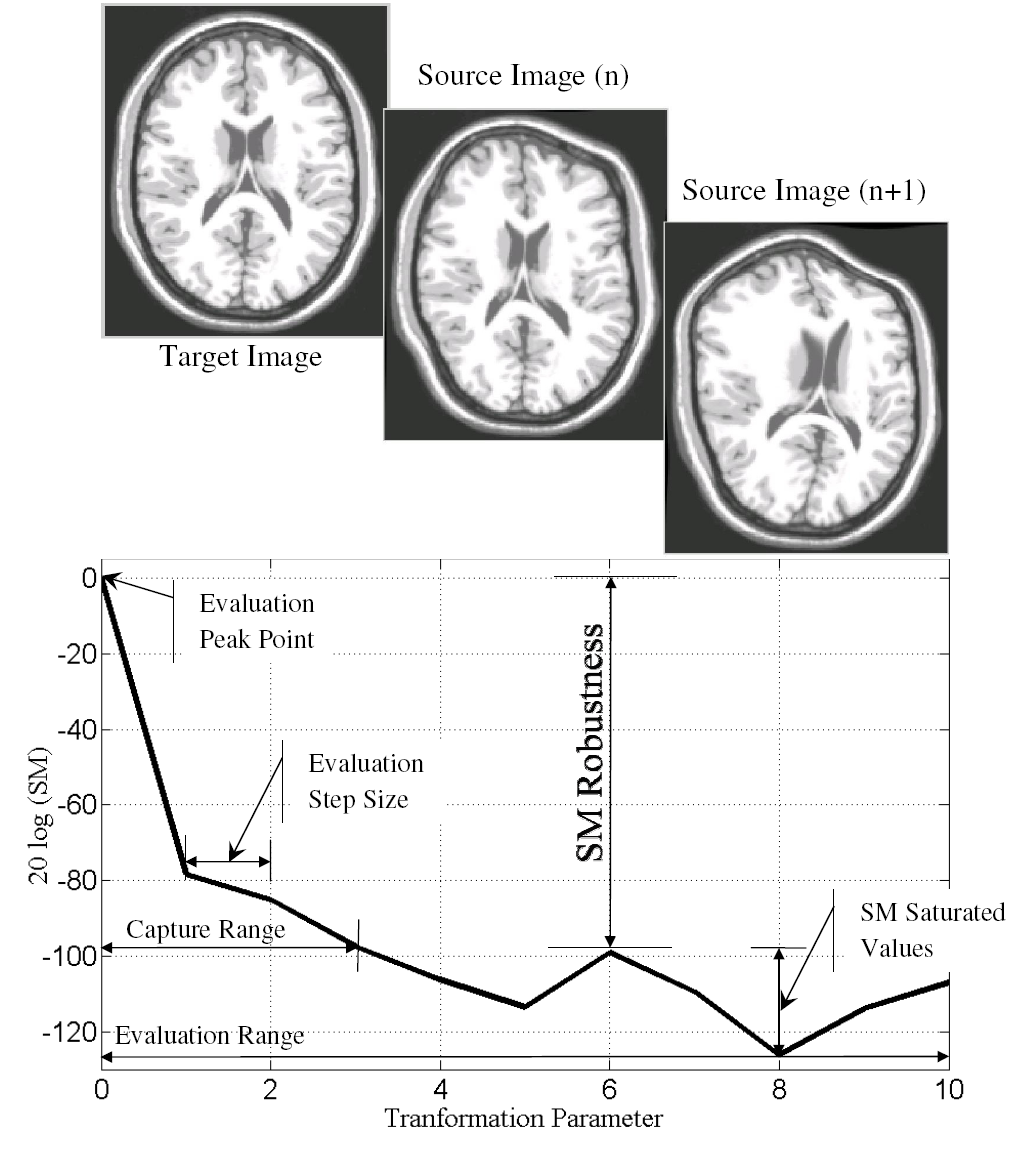 Source Image (n)
Source Image (n+1)
Target Image
0
-20
-40
-60
-80
-100
-120
20 log (SM)
Evaluation
Peak Point
Evaluation
Step Size
SM Robustness
Capture Range
SM Saturated
Values
Evaluation Range
0
2
4
6
8
10
Tranformation Parameter